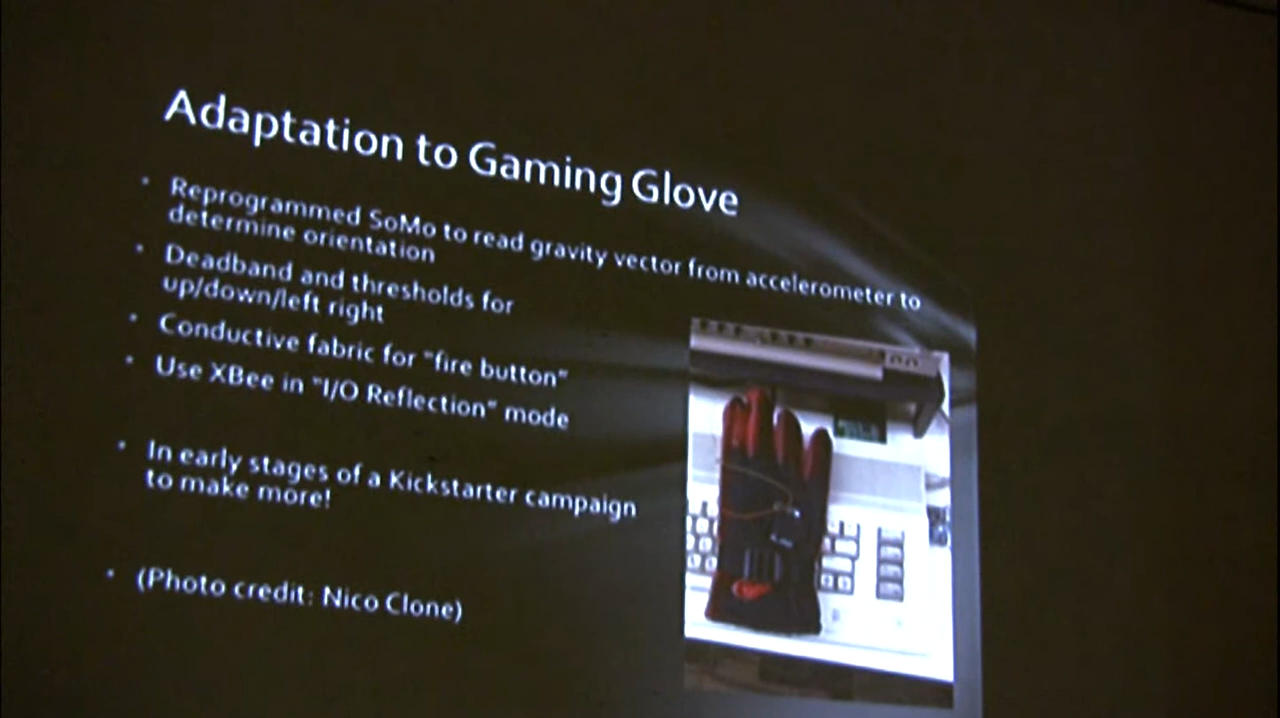 Adaptation to Gaming Glove
• Reprogrammed SoMo to read gravity vector from accelerometer to
determine orientation
• Deadband and thresholds for
up/down/left right
• Conductive fabric for "fire button"
• Use XBee in "I/O Reflection" mode
• In early stages of a Kickstarter campaign
to make more!
• (Photo credit: Nico Clone)